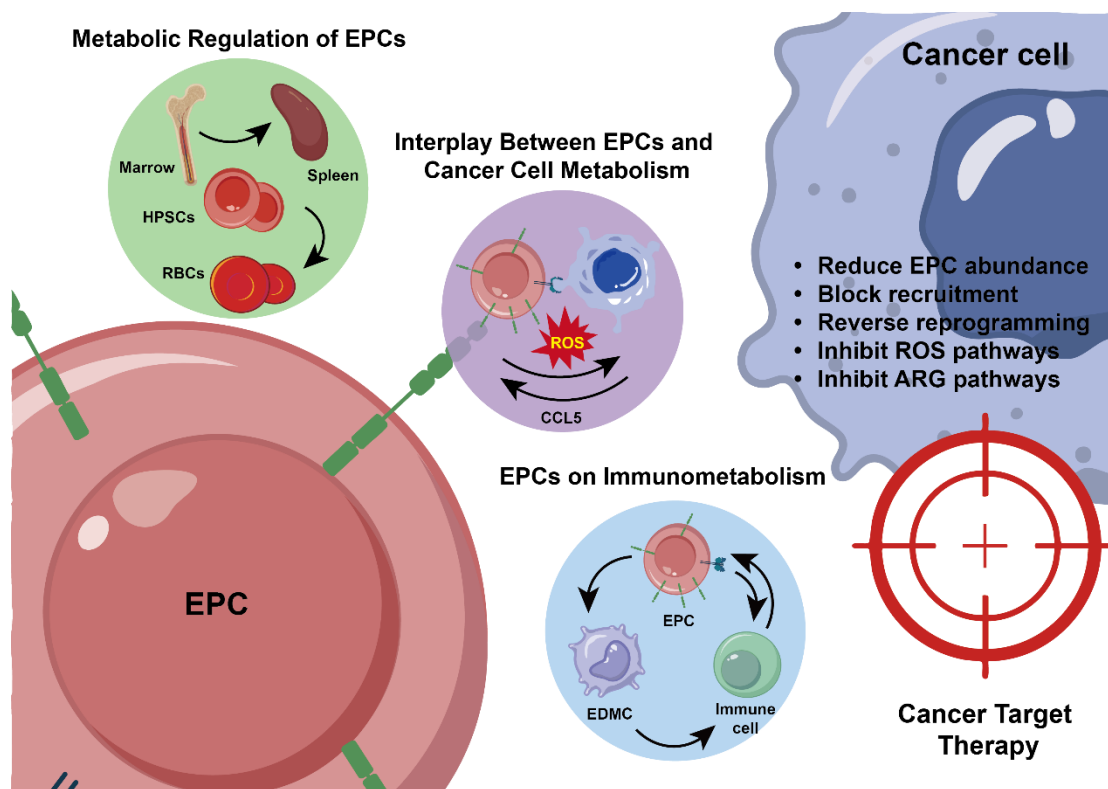 Metabolic Regulation of EPCs
Marrow
Spleen
HPSCs
RBCs
Interplay Between EPCs and
Cancer Cell Metabolism
ROS
CCL5
Cancer cell
• Reduce EPC abundance
• Block recruitment
• Reverse reprogramming
• Inhibit ROS pathways
• Inhibit ARG pathways
EPC
EPCs on Immunometabolism
EPC
EDMC
Immune
cell
Cancer Target
Therapy